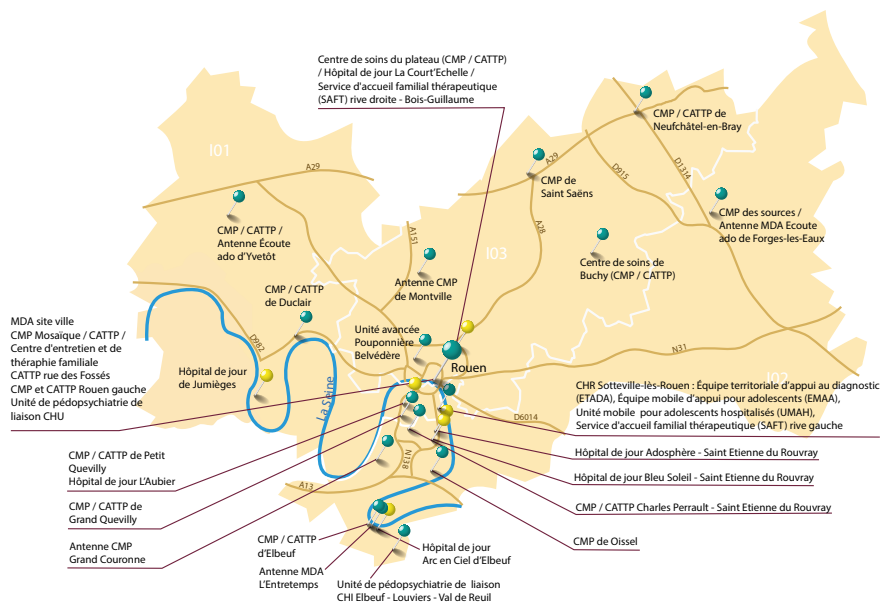 Centre de soins du plateau (CMP / CATTP)
/ Hôpital de jour La Court'Echelle /
Service d'accueil familial thérapeutique
(SAFT) rive droite - Bois-Guillaume
CMP / CATTP de
Neufchâtel-en-Bray
I01
A29
A29
D915
D1314
CMP de
Saint Saëns
CMP / CATTP /
Antenne Écoute
ado d'Yvetôt
A151
A28
CMP des sources /
Antenne MDA Ecoute
ado de Forges-les-Eaux
I03
Centre de soins de
Buchy (CMP / CATTP)
Antenne CMP
de Montville
CMP / CATTP
de Duclair
MDA site ville
CMP Mosaïque / CATTP /
Centre d'entretien et de
théraphie familiale
CATTP rue des Fossés
CMP et CATTP Rouen gauche
Unité de pédopsychiatrie de
liaison CHU
D982
Unité avancée
Pouponnière
Belvédère
Rouen
N31
Hôpital de jour
de Jumièges
La Seine
I02
CHR Sotteville-lès-Rouen : Équipe territoriale d'appui au diagnostic
(ETADA), Équipe mobile d'appui pour adolescents (EMAA),
Unité mobile pour adolescents hospitalisés (UMAH),
Service d'accueil familial thérapeutique (SAFT) rive gauche
D6014
CMP / CATTP de Petit
Quevilly
Hôpital de jour L'Aubier
N138
A13
Hôpital de jour Adosphère - Saint Etienne du Rouvray
Hôpital de jour Bleu Soleil - Saint Etienne du Rouvray
CMP / CATTP de
Grand Quevilly
CMP / CATTP Charles Perrault - Saint Etienne du Rouvray
Antenne CMP
Grand Couronne
CMP / CATTP
d'Elbeuf
Hôpital de jour
Arc en Ciel d'Elbeuf
CMP de Oissel
Antenne MDA
L'Entretemps
Unité de pédopsychiatrie de liaison
CHI Elbeuf - Louviers - Val de Reuil